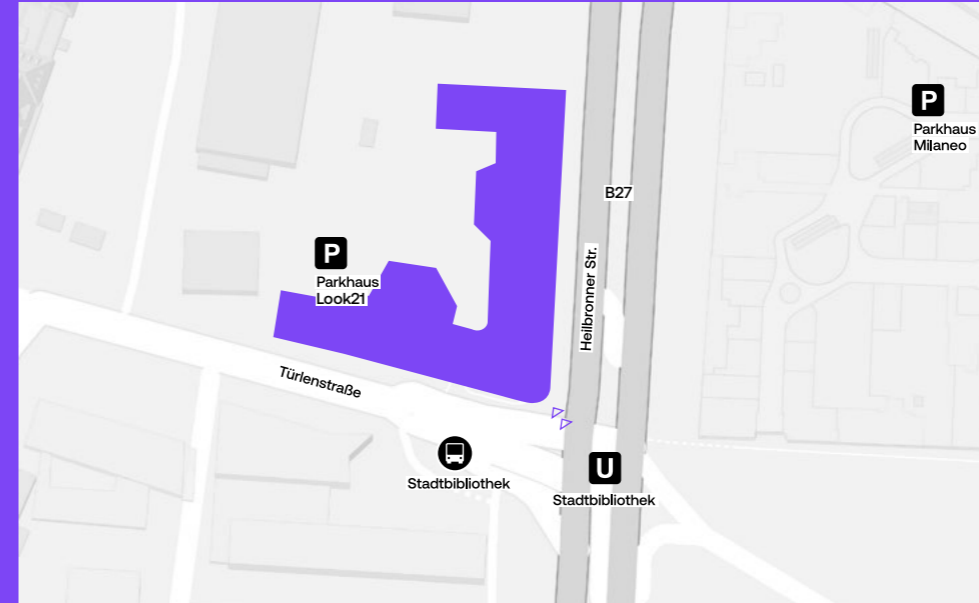 P
Parkhaus
Milaneo
B27
Heilbronner Str.
P
Parkhaus
Look21
Türlenstraße
Stadtbibliothek
U
Stadtbibliothek